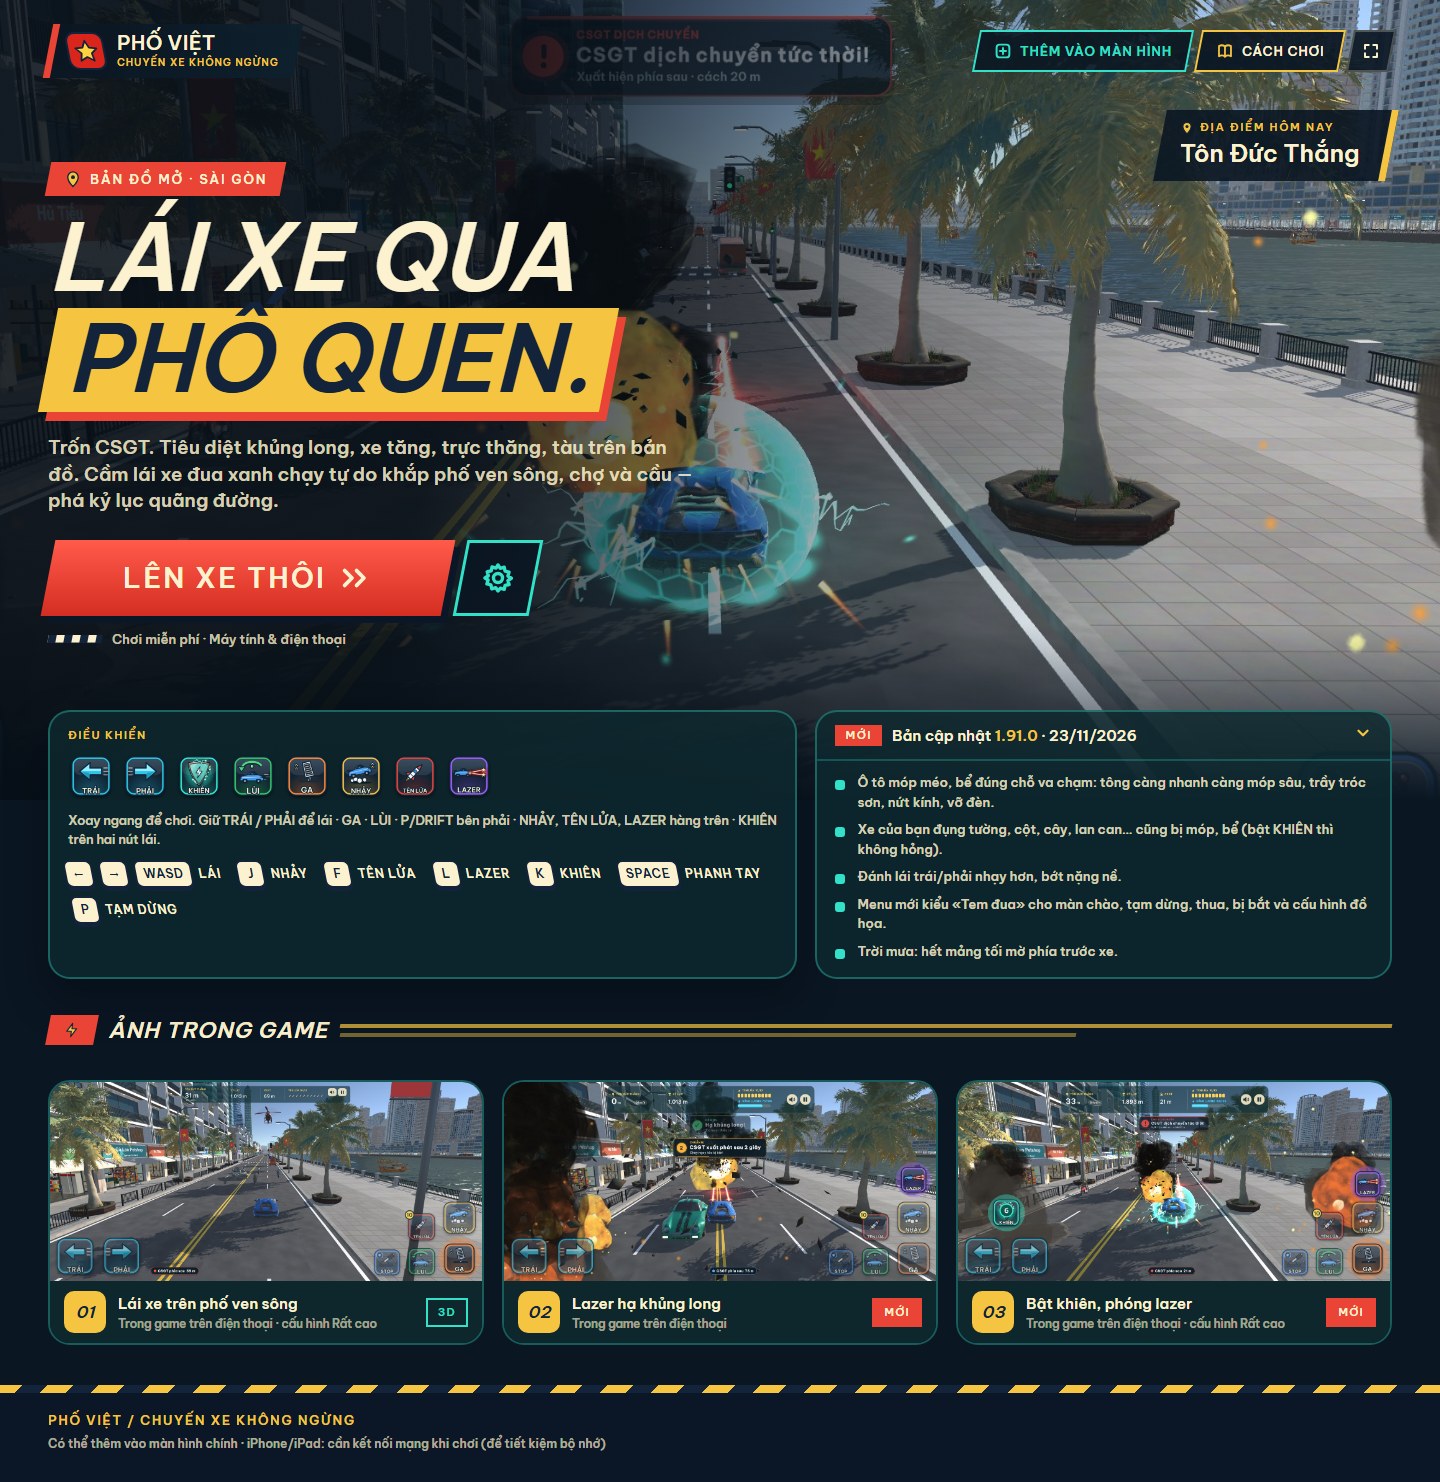 PHỐ VIỆT
CHUYẾN XE KHÔNG NGỪNG
CSGT DỊCH CHUYỂN
CSGT dịch chuyển tức thời!
Xuất hiện phía sau · cách 20 m
THÊM VÀO MÀN HÌNH
CÁCH CHƠI
ĐỊA ĐIỂM HÔM NAY
Tôn Đức Thắng
BẢN ĐỒ MỞ · SÀI GÒN
LÁI XE QUA
PHỐ QUEN.
Trốn CSGT. Tiêu diệt khủng long, xe tăng, trực thăng, tàu trên bản
đồ. Cầm lái xe đua xanh chạy tự do khắp phố ven sông, chợ và cầu —
phá kỷ lục quãng đường.
LÊN XE THÔI
Chơi miễn phí · Máy tính & điện thoại
ĐIỀU KHIỂN
TRÁI PHẢI KHIÊN LÙI GA NHẢY TÊN LỬA LAZER
Xoay ngang để chơi. Giữ TRÁI / PHẢI để lái · GA · LÙI · P/DRIFT bên phải · NHẢY, TÊN LỬA, LAZER hàng trên · KHIÊN
trên hai nút lái.
← → WASD LÁI J NHẢY F TÊN LỬA L LAZER K KHIÊN SPACE PHANH TAY
P TẠM DỪNG
MỚI Bản cập nhật 1.91.0 · 23/11/2026
Ô tô móp méo, bể đúng chỗ va chạm: tông càng nhanh càng móp sâu, trầy tróc
sơn, nứt kính, vỡ đèn.
Xe của bạn đụng tường, cột, cây, lan can... cũng bị móp, bể (bật KHIÊN thì
không hỏng).
Đánh lái trái/phải nhạy hơn, bớt nặng nề.
Menu mới kiểu «Tem đua» cho màn chào, tạm dừng, thua, bị bắt và cấu hình đồ
họa.
Trời mưa: hết mảng tối mờ phía trước xe.
ẢNH TRONG GAME
TRÁI PHẢI
01 Lái xe trên phố ven sông
Trong game trên điện thoại · cấu hình Rất cao
3D
Hạ khủng long!
CSGT xuất phát sau 2 giây
TRÁI PHẢI
02 Lazer hạ khủng long
Trong game trên điện thoại
MỚI
TRÁI PHẢI
03 Bật khiên, phóng lazer
Trong game trên điện thoại · cấu hình Rất cao
MỚI
PHỐ VIỆT / CHUYẾN XE KHÔNG NGỪNG
Có thể thêm vào màn hình chính · iPhone/iPad: cần kết nối mạng khi chơi (để tiết kiệm bộ nhớ)